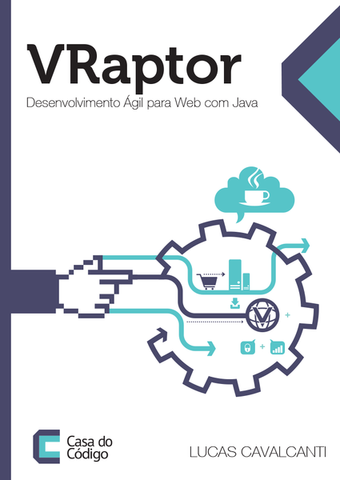 VRaptor
Desenvolvimento Ágil para Web com Java
Casa do
Código
LUCAS CAVALCANTI